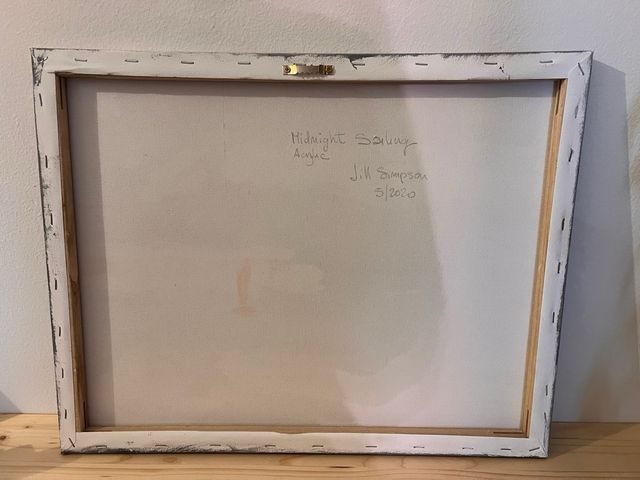 Midnight Sailing
Acrylic
Jill Simpson
5/2020